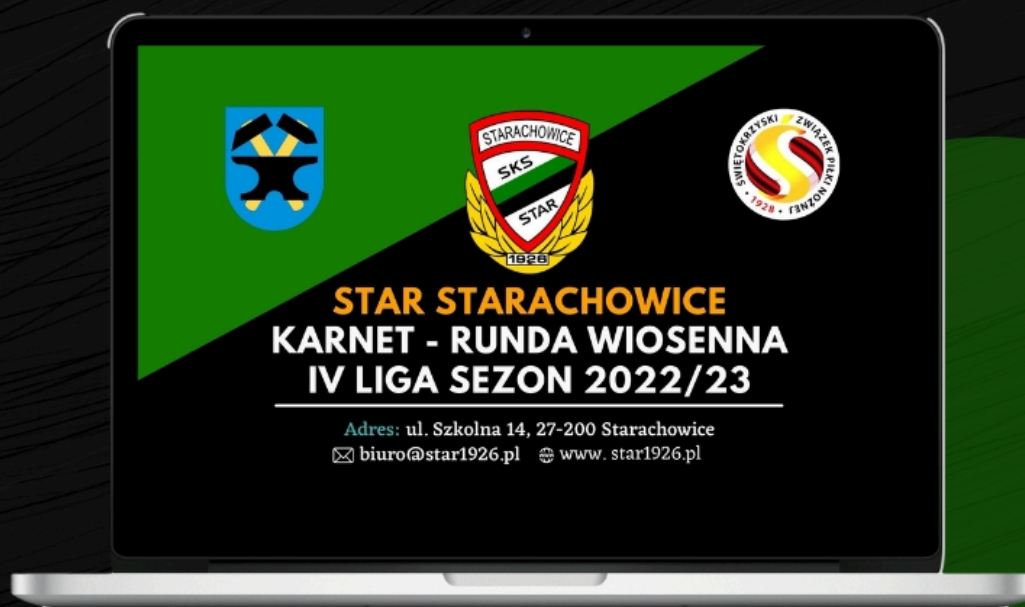 STARACHOWICE
SKS
STAR
1926
ŚWIĘTOKRZYSKI ZWIĄZEK PIŁKI NOŻNEJ
• 1928 •
STAR STARACHOWICE
KARNET - RUNDA WIOSENNA
IV LIGA SEZON 2022/23
Adres: ul. Szkolna 14, 27-200 Starachowice
biuro@star1926.pl www. star1926.pl